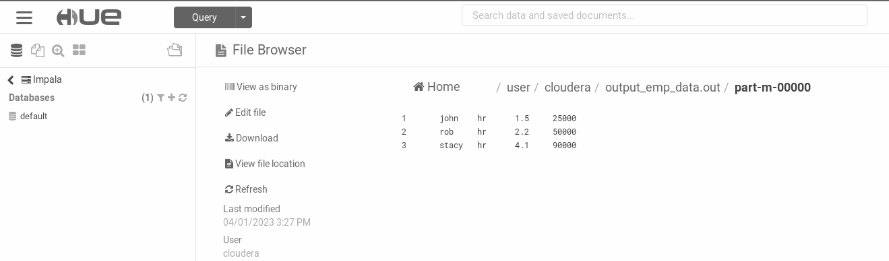 HUE
Query
Search data and saved documents...
File Browser
Impala
Databases (1)
default
View as binary
Edit file
Download
View file location
Refresh
Last modified
04/01/2023 3:27 PM
User
cloudera
Home / user / cloudera / output_emp_data.out / part-m-00000
1 john hr 1.5 25000
2 rob hr 2.2 50000
3 stacy hr 4.1 90000